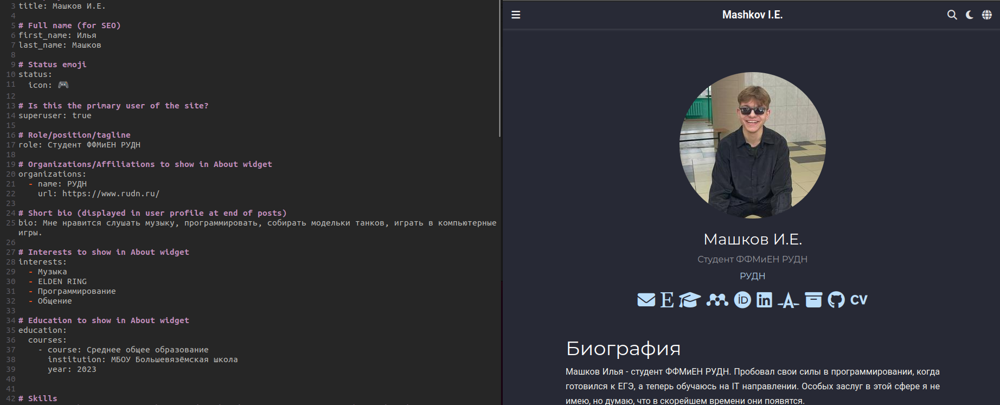 3 title: Машков И.Е.
4
5 # Full name (for SEO)
6 first_name: Илья
7 last_name: Машков
8
9 # Status emoji
10 status:
11   icon: 🎮
12
13 # Is this the primary user of the site?
14 superuser: true
15
16 # Role/position/tagline
17 role: Студент ФФМиЕН РУДН
18
19 # Organizations/Affiliations to show in About widget
20 organizations:
21   - name: РУДН
22     url: https://www.rudn.ru/
23
24 # Short bio (displayed in user profile at end of posts)
25 bio: Мне нравится слушать музыку, программировать, собирать модельки танков, играть в компьютерные
игры.
26
27 # Interests to show in About widget
28 interests:
29   - Музыка
30   - ELDEN RING
31   - Программирование
32   - Общение
33
34 # Education to show in About widget
35 education:
36   courses:
37     - course: Среднее общее образование
38       institution: МБОУ Большевязёмская школа
39       year: 2023
40
41
42 # Skills
Mashkov I.E.
Машков И.Е.
Студент ФФМиЕН РУДН
РУДН
E iD in CV
Биография
Машков Илья - студент ФФМиЕН РУДН. Пробовал свои силы в программировании, когда
готовился к ЕГЭ, а теперь обучаюсь на IT направлении. Особых заслуг в этой сфере я не
имею, но думаю, что в скорейшем времени они появятся.